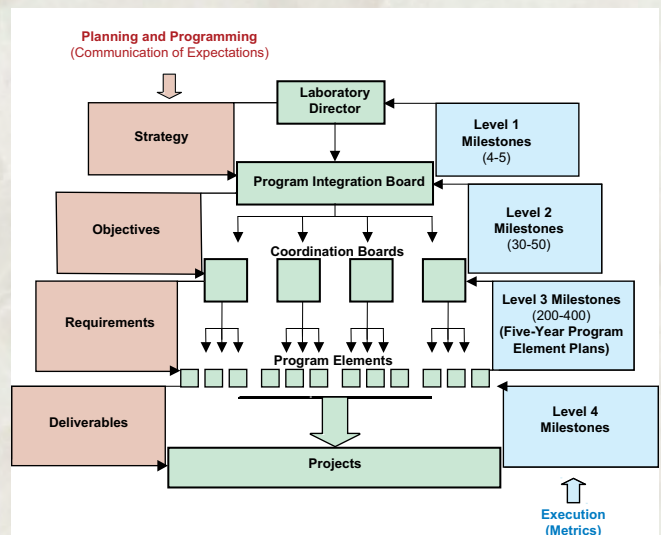 Planning and Programming
(Communication of Expectations)
Laboratory
Director
Strategy
Level 1
Milestones
(4-5)
Program Integration Board
Level 2
Milestones
(30-50)
Objectives
Coordination Boards
Requirements
Level 3 Milestones
(200-400)
(Five-Year Program
Element Plans)
Program Elements
Deliverables
Level 4
Milestones
Projects
Execution
(Metrics)